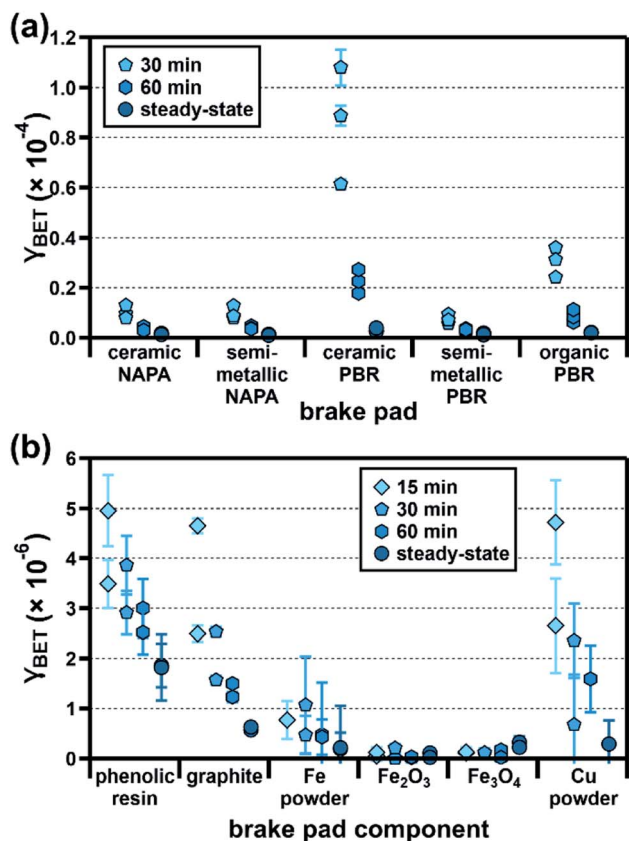 (a)
1.2
1.0
0.8
0.6
0.4
0.2
0.0
γBET (× 10⁻⁴)
30 min
60 min
steady-state
ceramic NAPA
semi-metallic NAPA
ceramic PBR
semi-metallic PBR
organic PBR
brake pad
(b)
6
5
4
3
2
1
0
γBET (× 10⁻⁶)
15 min
30 min
60 min
steady-state
phenolic resin
graphite
Fe powder
Fe₂O₃
Fe₃O₄
Cu powder
brake pad component